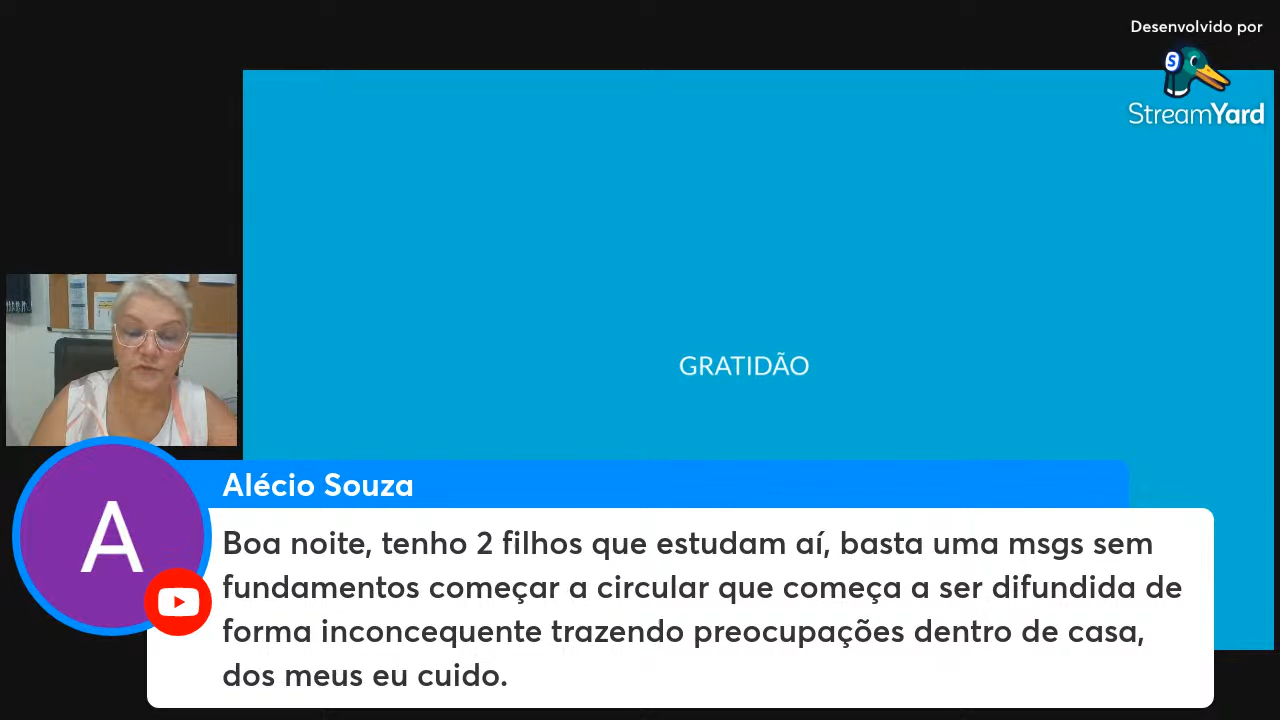 Desenvolvido por
S
StreamYard
GRATIDÃO
A
Alécio Souza
Boa noite, tenho 2 filhos que estudam aí, basta uma msgs sem
fundamentos começar a circular que começa a ser difundida de
forma inconcequente trazendo preocupações dentro de casa,
dos meus eu cuido.